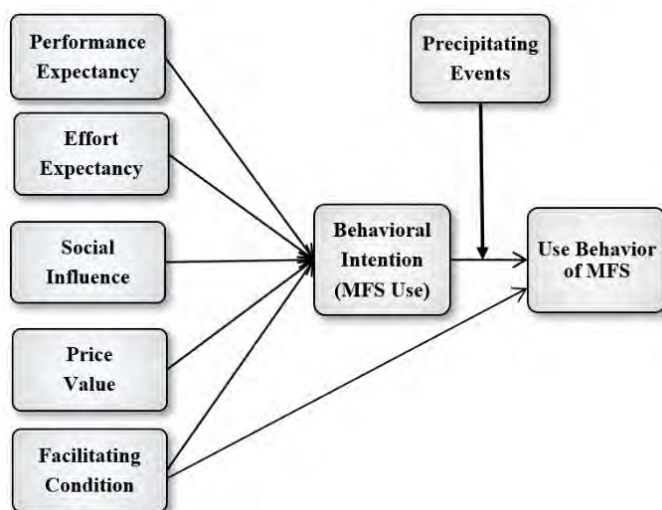 Performance
Expectancy
Precipitating
Events
Effort
Expectancy
Social
Influence
Behavioral
Intention
(MFS Use)
Use Behavior
of MFS
Price
Value
Facilitating
Condition